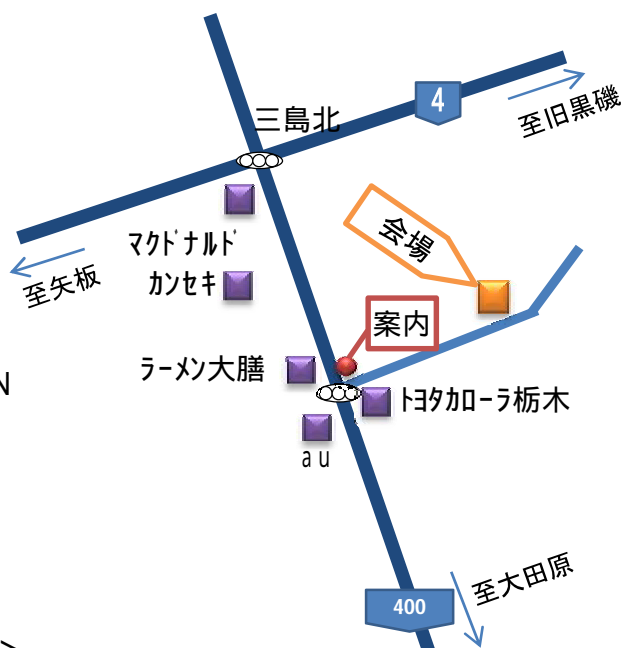 4
三島北
至旧黒磯
会場
マクドナルド
カンセキ
至矢板
案内
ラーメン大膳
N
トヨタカローラ栃木
au
至大田原
400